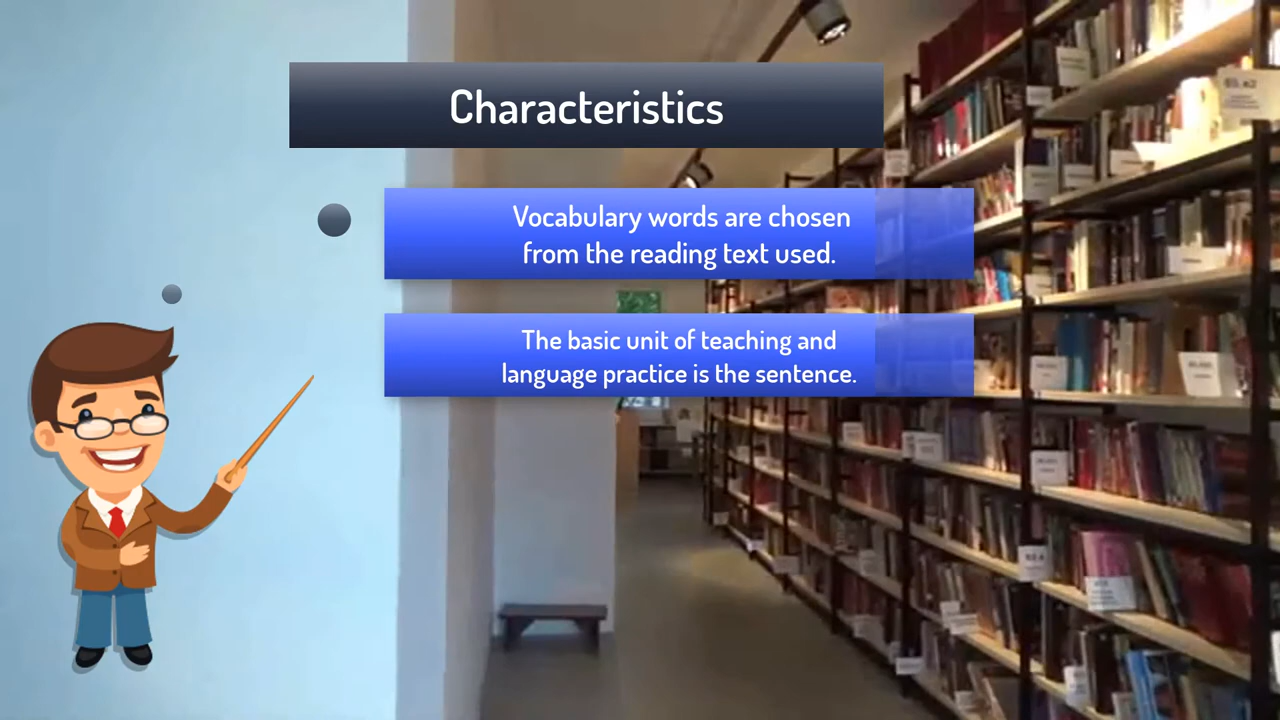 Characteristics
Vocabulary words are chosen
from the reading text used.
The basic unit of teaching and
language practice is the sentence.